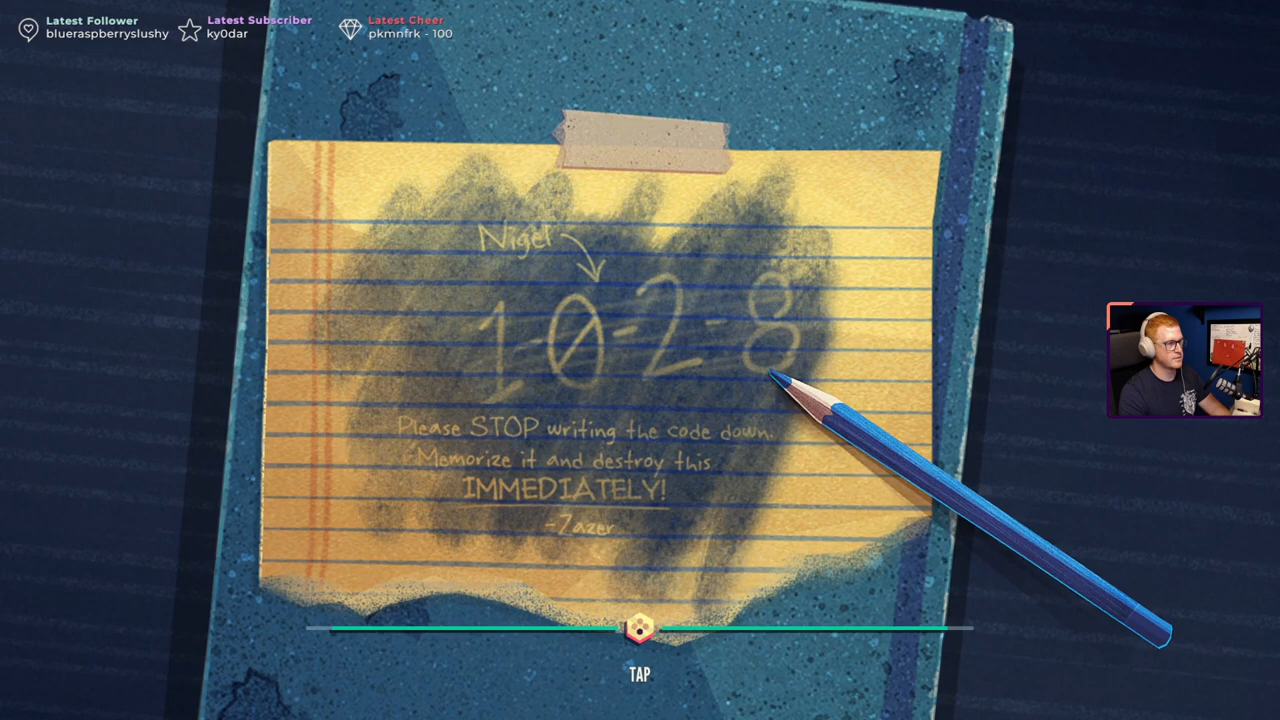 Latest Follower
blueraspberryslushy
Latest Subscriber
ky0dar
Latest Cheer
pkmnfrk - 100
Nigel
1-0-2-8
Please STOP writing the code down.
Memorize it and destroy this
IMMEDIATELY!
-Zazer
TAP